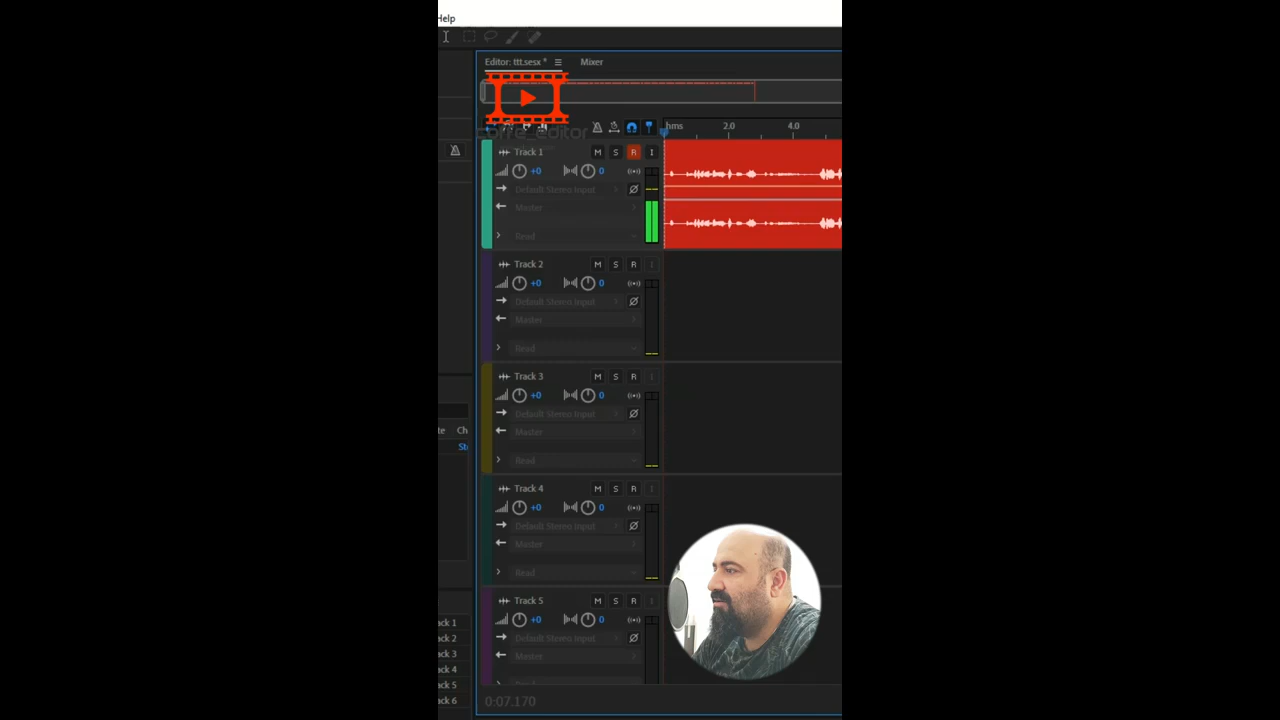 Help
Editor: ttt.sesx * Mixer
hms 2.0 4.0
Track 1 M S R I
+0 0
Default Stereo Input
Master
Read
Track 2 M S R I
+0 0
Default Stereo Input
Master
Read
Track 3 M S R I
+0 0
Default Stereo Input
Master
te Ch
Read
St
Track 4 M S R I
+0 0
Default Stereo Input
Master
Read
Track 5 M S R I
ack 1
+0 0
ack 2
Default Stereo Input
ack 3
Master
ack 4
ack 5
ack 6
0:07.170